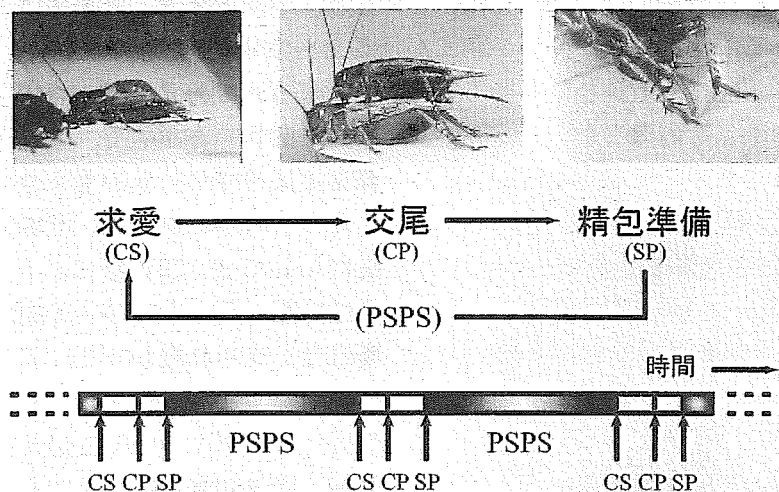 求愛 交尾 精包準備
(CS) (CP) (SP)
(PSPS)
時間
PSPS PSPS
CS CP SP CS CP SP CS CP SP